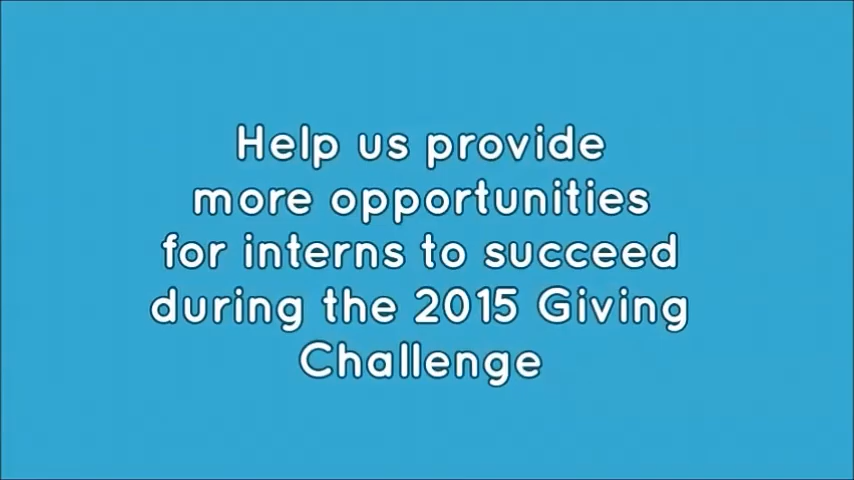 Help us provide
more opportunities
for interns to succeed
during the 2015 Giving
Challenge